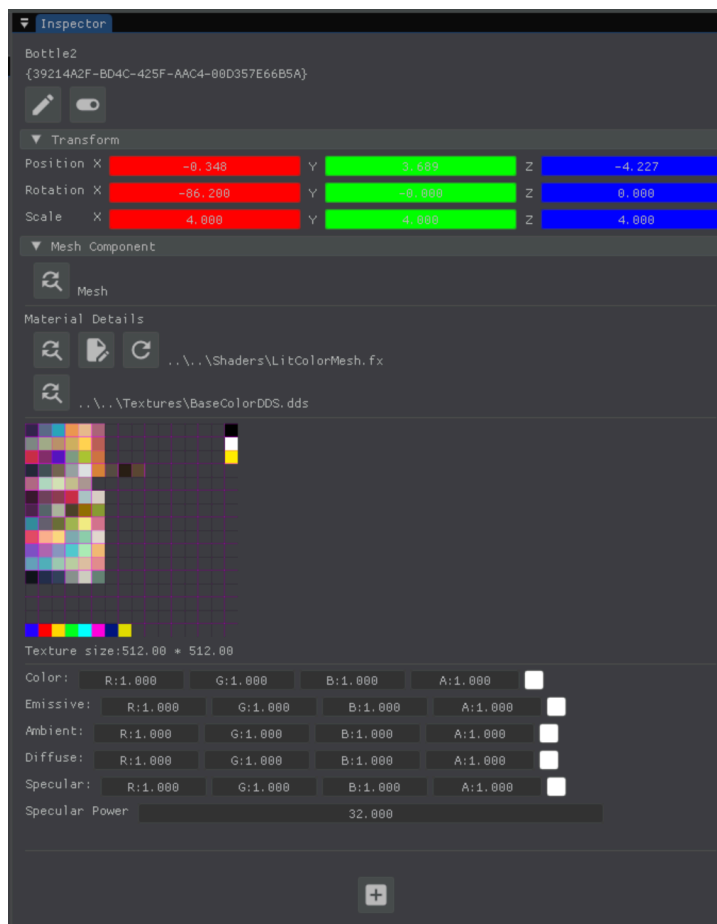 Inspector
Bottle2
{39214A2F-BD4C-425F-AAC4-00D357E66B5A}
Transform
Position X -0.348 Y 3.689 Z -4.227
Rotation X -86.200 Y -0.000 Z 0.000
Scale X 4.000 Y 4.000 Z 4.000
Mesh Component
Mesh
Material Details
..\..\Shaders\LitColorMesh.fx
..\..\Textures\BaseColorDDS.dds
Texture size:512.00 * 512.00
Color: R:1.000 G:1.000 B:1.000 A:1.000
Emissive: R:1.000 G:1.000 B:1.000 A:1.000
Ambient: R:1.000 G:1.000 B:1.000 A:1.000
Diffuse: R:1.000 G:1.000 B:1.000 A:1.000
Specular: R:1.000 G:1.000 B:1.000 A:1.000
Specular Power 32.000